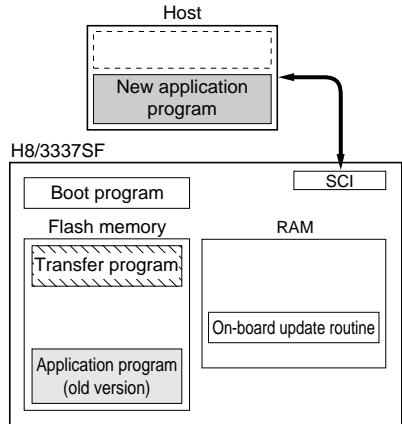 Host
New application
program
H8/3337SF
SCI
Boot program
Flash memory
RAM
Transfer program
On-board update routine
Application program
(old version)